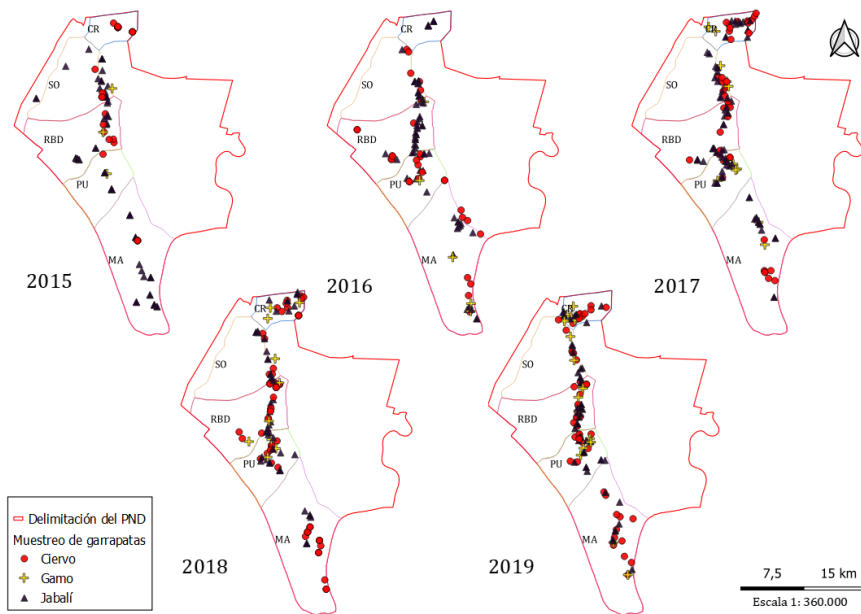 CR
SO
RBD
PU
MA
2015
CR
SO
RBD
PU
MA
2016
CR
SO
RBD
PU
MA
2017
CR
SO
RBD
PU
MA
2018
CR
SO
RBD
PU
MA
2019
Delimitación del PND
Muestreo de garrapatas
Ciervo
Gamo
Jabalí
7,5 15 km
Escala 1: 360.000